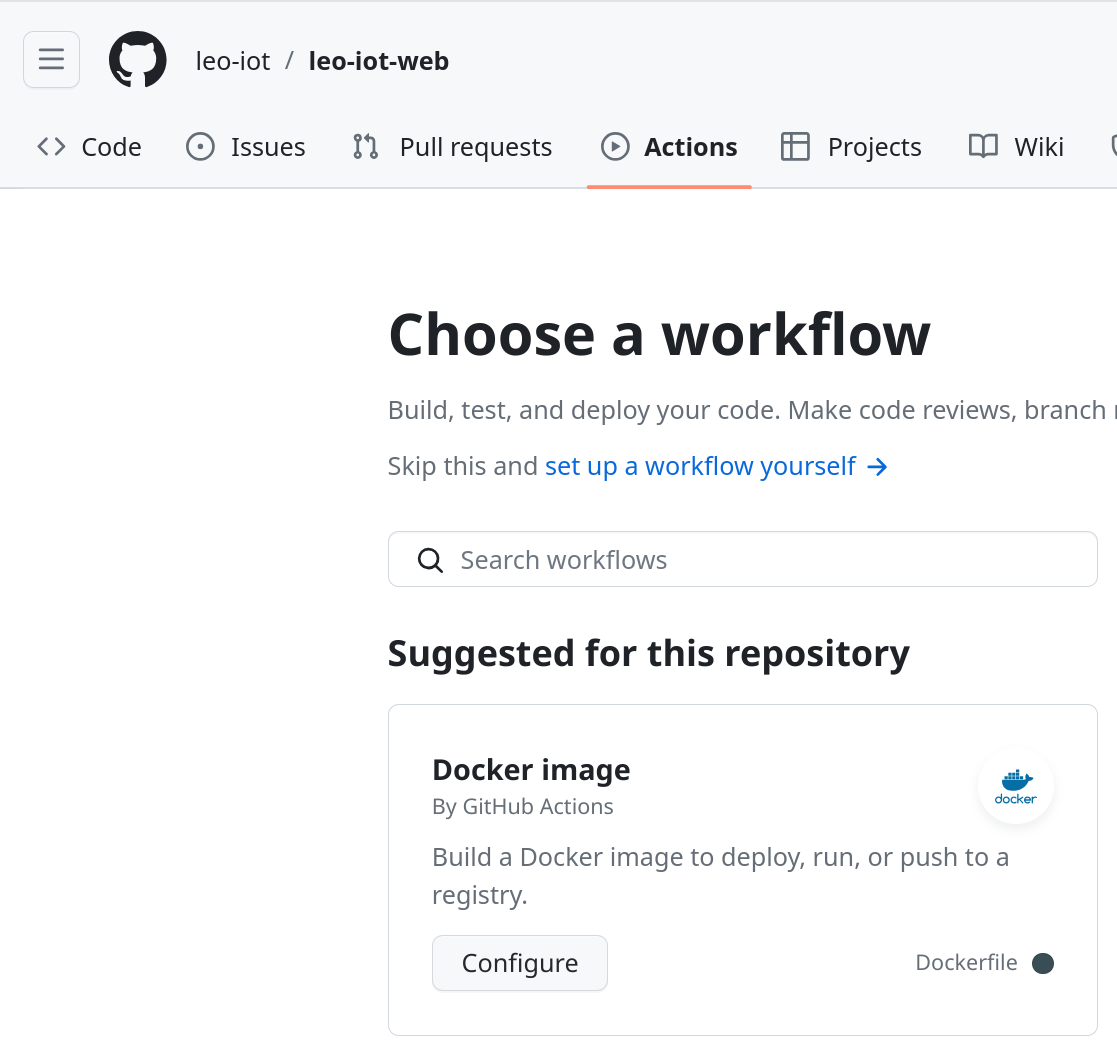 leo-iot / leo-iot-web
Code Issues Pull requests Actions Projects Wiki
Choose a workflow
Build, test, and deploy your code. Make code reviews, branch
Skip this and set up a workflow yourself →
Search workflows
Suggested for this repository
Docker image
By GitHub Actions
docker
Build a Docker image to deploy, run, or push to a
registry.
Configure
Dockerfile